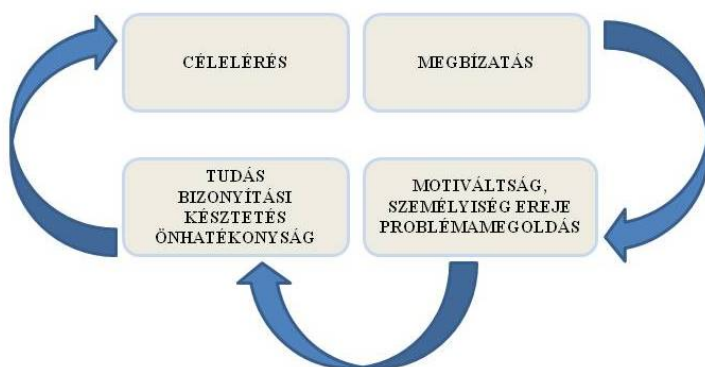 CÉLELÉRÉS
MEGBÍZATÁS
TUDÁS
BIZONYÍTÁSI
KÉSZTETÉS
ÖNHATÉKONYSÁG
MOTIVÁLTSÁG,
SZEMÉLYISÉG EREJE
PROBLÉMAMEGOLDÁS